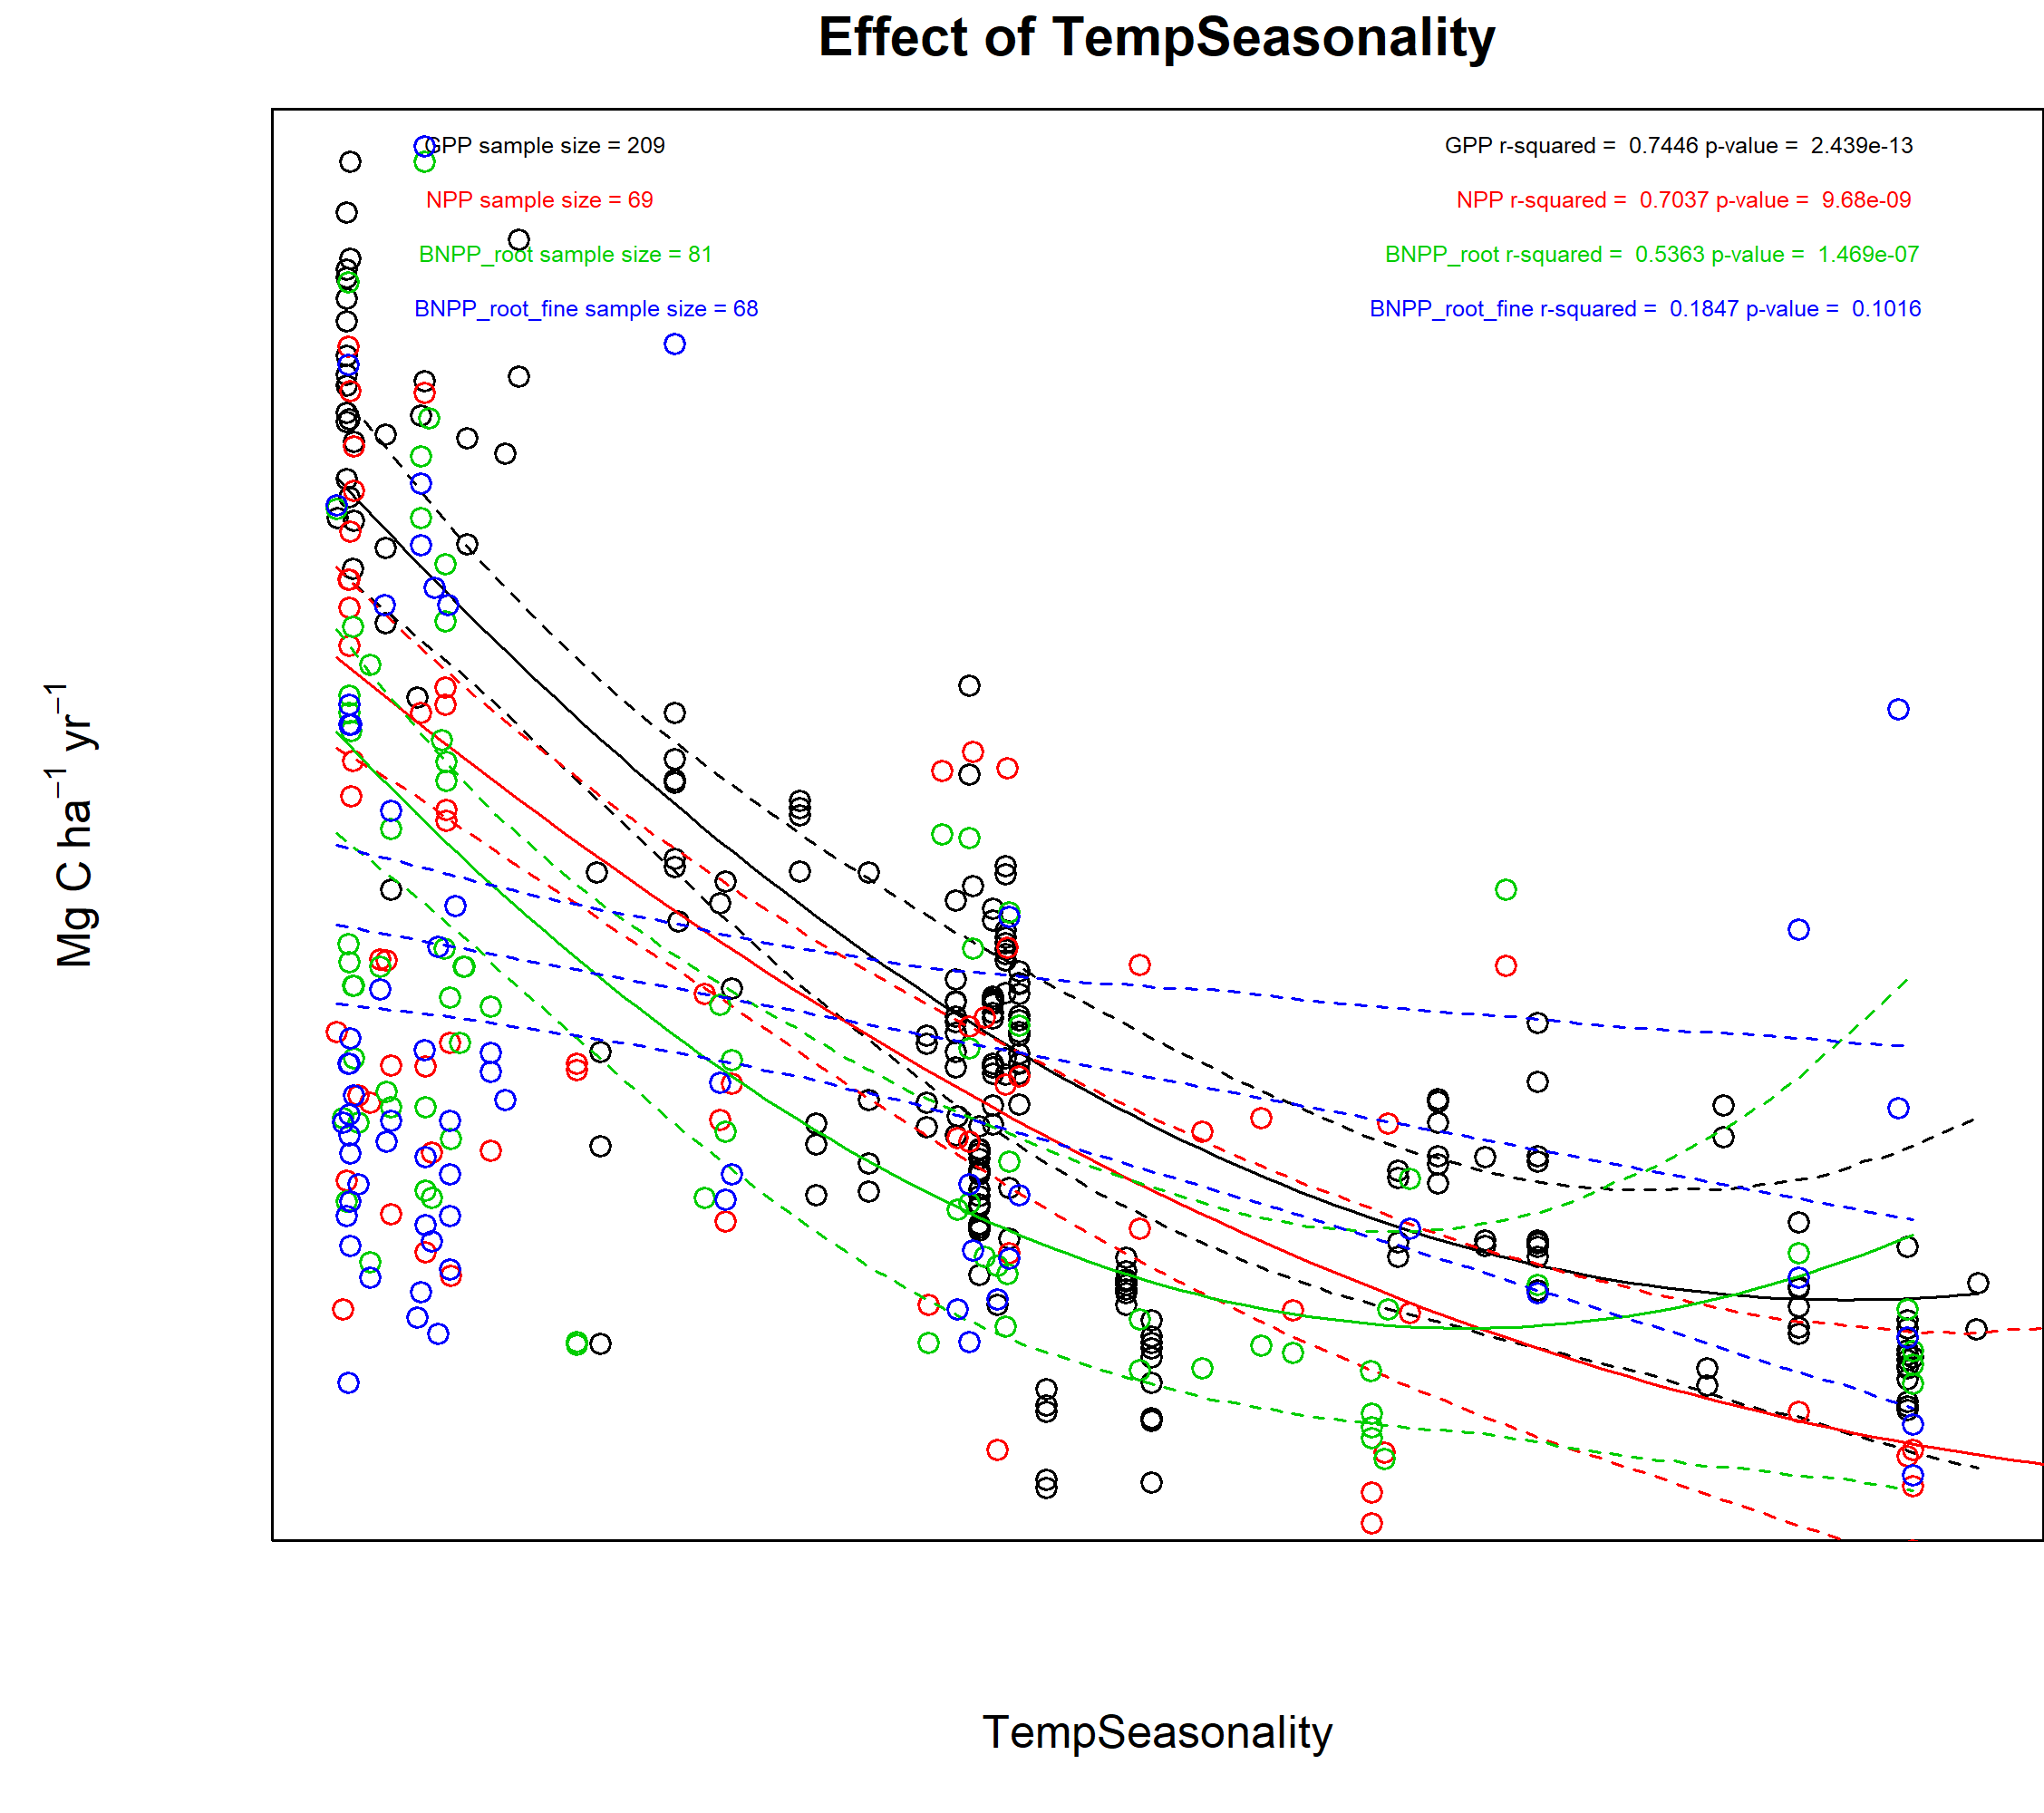 Effect of TempSeasonality
GPP sample size = 209
GPP r-squared = 0.7446 p-value = 2.439e-13
NPP sample size = 69
NPP r-squared = 0.7037 p-value = 9.68e-09
BNPP_root sample size = 81
BNPP_root r-squared = 0.5363 p-value = 1.469e-07
BNPP_root_fine sample size = 68
BNPP_root_fine r-squared = 0.1847 p-value = 0.1016
Mg C ha⁻¹ yr⁻¹
TempSeasonality